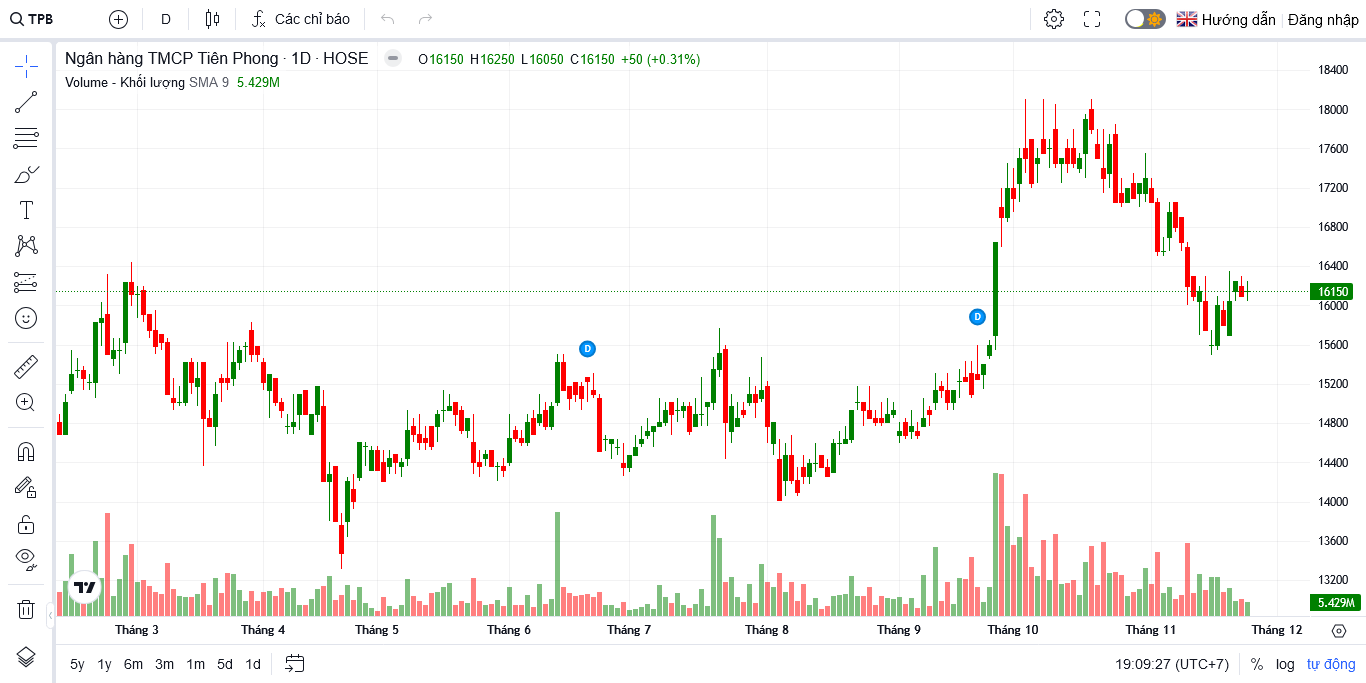 TPB D Các chỉ báo Hướng dẫn Đăng nhập
Ngân hàng TMCP Tiên Phong · 1D · HOSE O16150 H16250 L16050 C16150 +50 (+0.31%)
Volume - Khối lượng SMA 9 5.429M
18400
18000
17600
17200
16800
16400
16150
16000
15600
15200
14800
14400
14000
13600
13200
5.429M
D
D
Tháng 3 Tháng 4 Tháng 5 Tháng 6 Tháng 7 Tháng 8 Tháng 9 Tháng 10 Tháng 11 Tháng 12
5y 1y 6m 3m 1m 5d 1d 19:09:27 (UTC+7) % log tự động